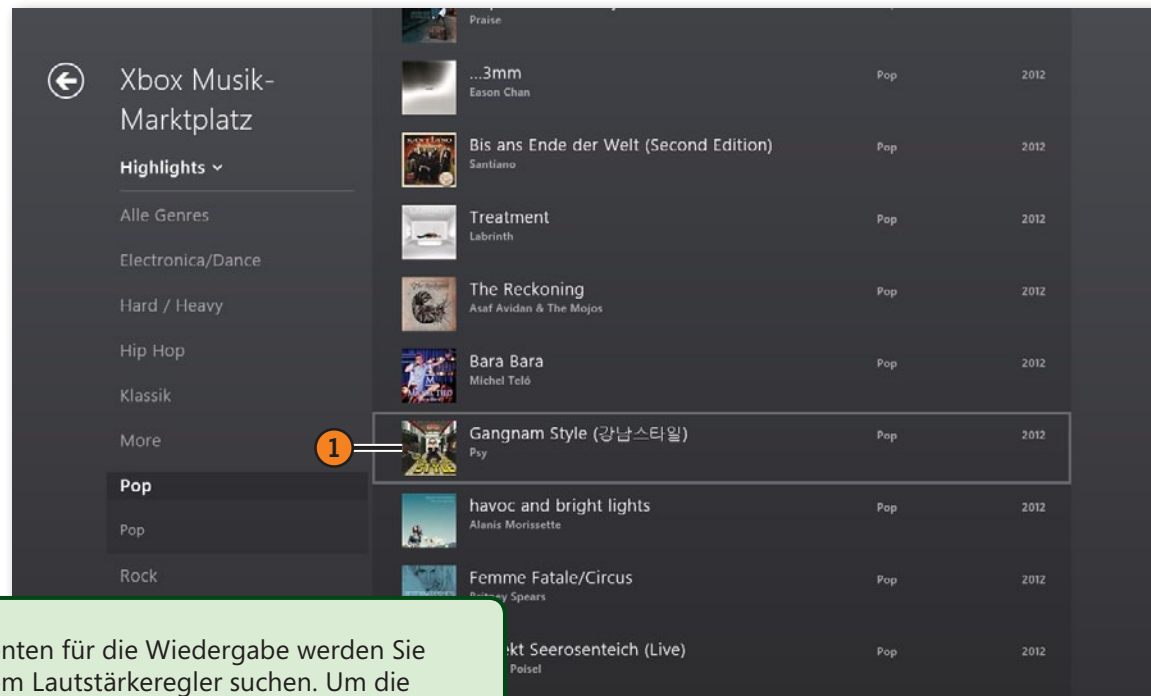 Praise
Xbox Musik-
Marktplatz
Highlights
Alle Genres
Electronica/Dance
Hard / Heavy
Hip Hop
Klassik
More
Pop
Pop
Rock
...3mm
Eason Chan
Pop
2012
Bis ans Ende der Welt (Second Edition)
Santiano
Pop
2012
Treatment
Labrinth
Pop
2012
The Reckoning
Asaf Avidan & The Mojos
Pop
2012
Bara Bara
Michel Teló
Pop
2012
1
Gangnam Style (강남스타일)
Psy
Pop
2012
havoc and bright lights
Alanis Morissette
Pop
2012
Femme Fatale/Circus
Britney Spears
Pop
2012
ekt Seerosenteich (Live)
Poisel
Pop
2012
nten für die Wiedergabe werden Sie
m Lautstärkeregler suchen. Um die